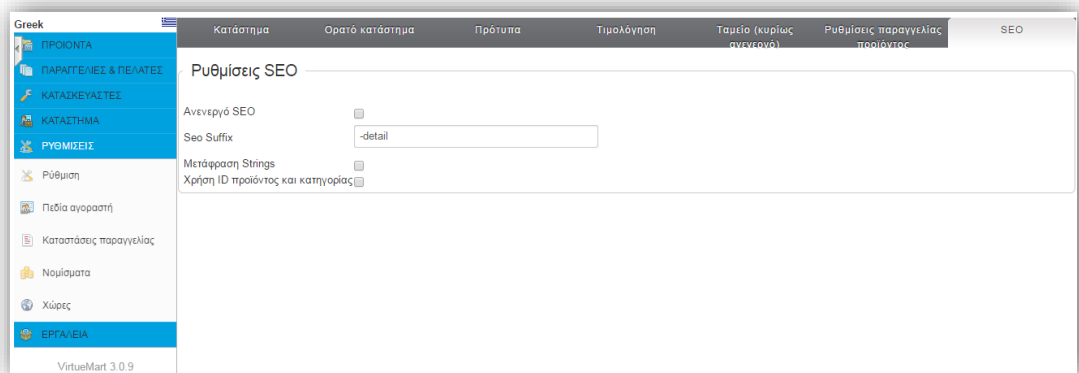 Greek
ΠΡΟΙΟΝΤΑ
ΠΑΡΑΓΓΕΛΙΕΣ & ΠΕΛΑΤΕΣ
ΚΑΤΑΣΚΕΥΑΣΤΕΣ
ΚΑΤΑΣΤΗΜΑ
ΡΥΘΜΙΣΕΙΣ
Ρύθμιση
Πεδία αγοραστή
Καταστάσεις παραγγελίας
Νομίσματα
Χώρες
ΕΡΓΑΛΕΙΑ
VirtueMart 3.0.9
Κατάστημα
Ορατό κατάστημα
Πρότυπα
Τιμολόγηση
Ταμείο (κυρίως
ανενεργό)
Ρυθμίσεις παραγγελίας
προϊόντος
SEO
Ρυθμίσεις SEO
Ανενεργό SEO
Seo Suffix
-detail
Μετάφραση Strings
Χρήση ID προϊόντος και κατηγορίας